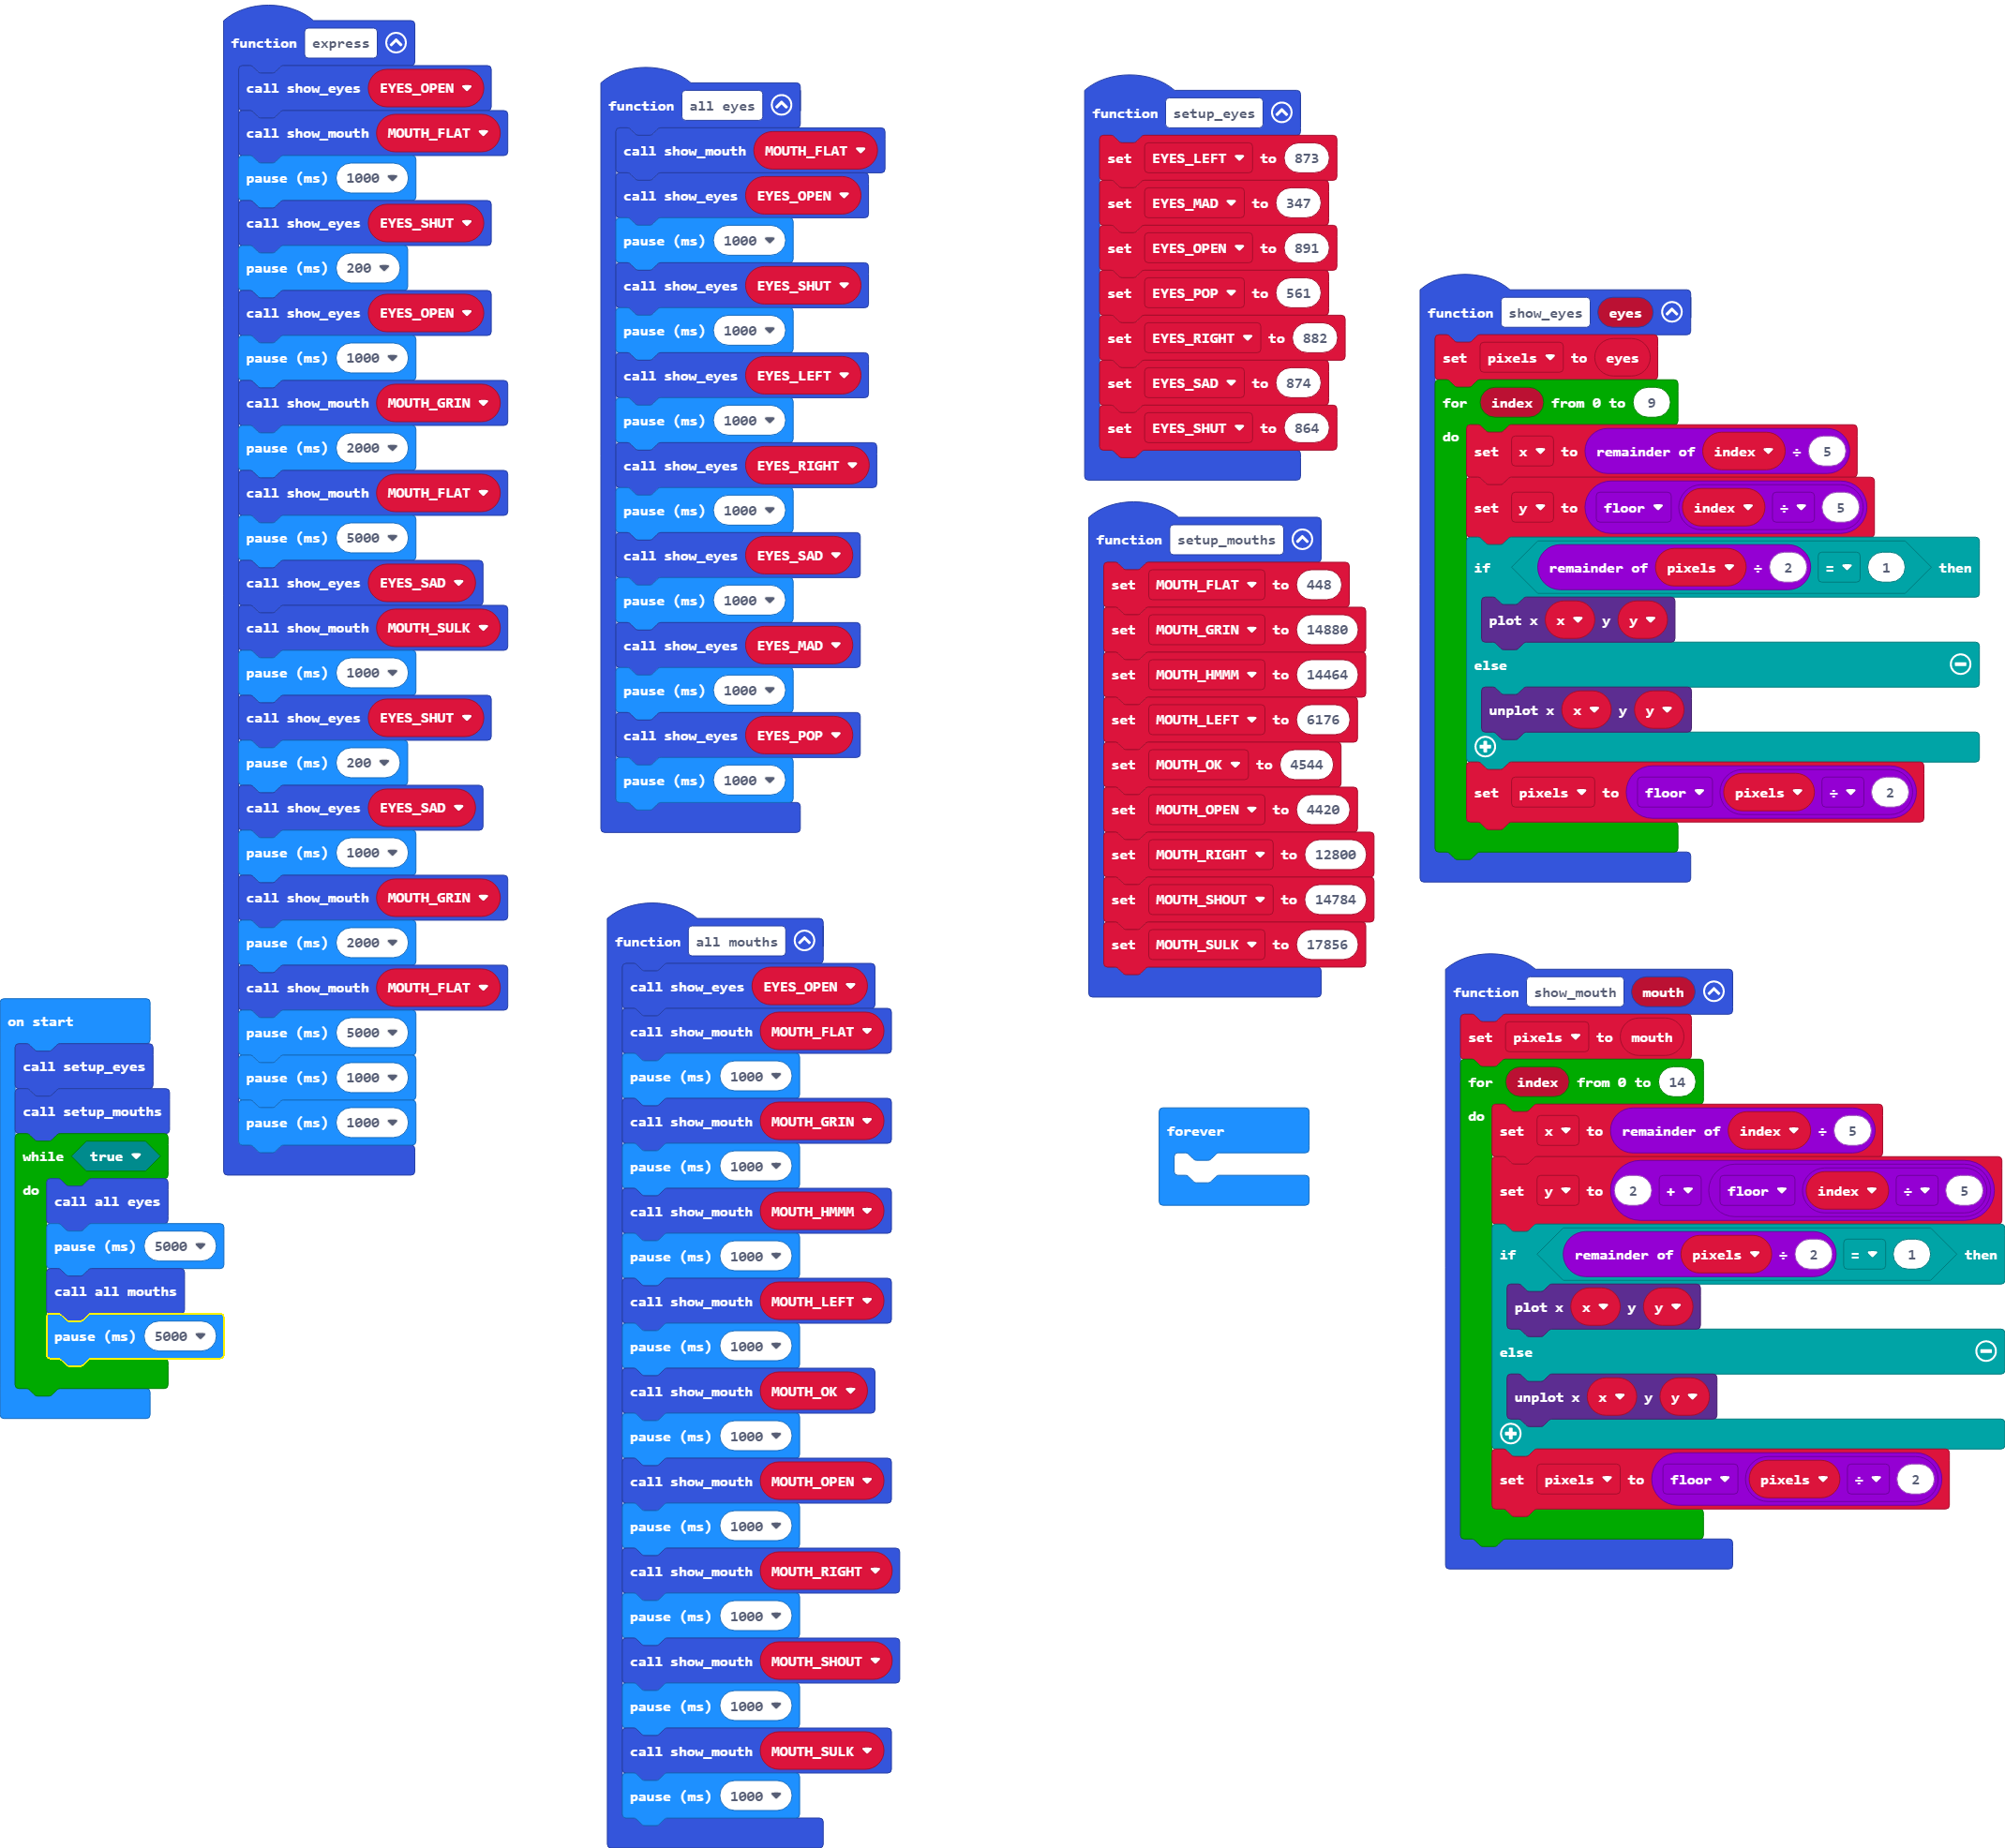 function express
call show_eyes EYES_OPEN
call show_mouth MOUTH_FLAT
pause (ms) 1000
call show_eyes EYES_SHUT
pause (ms) 200
call show_eyes EYES_OPEN
pause (ms) 1000
call show_mouth MOUTH_GRIN
pause (ms) 2000
call show_mouth MOUTH_FLAT
pause (ms) 5000
call show_eyes EYES_SAD
call show_mouth MOUTH_SULK
pause (ms) 1000
call show_eyes EYES_SHUT
pause (ms) 200
call show_eyes EYES_SAD
pause (ms) 1000
call show_mouth MOUTH_GRIN
pause (ms) 2000
call show_mouth MOUTH_FLAT
pause (ms) 5000
pause (ms) 1000
pause (ms) 1000
on start
call setup_eyes
call setup_mouths
while true
do
call all eyes
pause (ms) 5000
call all mouths
pause (ms) 5000
function all eyes
call show_mouth MOUTH_FLAT
call show_eyes EYES_OPEN
pause (ms) 1000
call show_eyes EYES_SHUT
pause (ms) 1000
call show_eyes EYES_LEFT
pause (ms) 1000
call show_eyes EYES_RIGHT
pause (ms) 1000
call show_eyes EYES_SAD
pause (ms) 1000
call show_eyes EYES_MAD
pause (ms) 1000
call show_eyes EYES_POP
pause (ms) 1000
function all mouths
call show_eyes EYES_OPEN
call show_mouth MOUTH_FLAT
pause (ms) 1000
call show_mouth MOUTH_GRIN
pause (ms) 1000
call show_mouth MOUTH_HMMM
pause (ms) 1000
call show_mouth MOUTH_LEFT
pause (ms) 1000
call show_mouth MOUTH_OK
pause (ms) 1000
call show_mouth MOUTH_OPEN
pause (ms) 1000
call show_mouth MOUTH_RIGHT
pause (ms) 1000
call show_mouth MOUTH_SHOUT
pause (ms) 1000
call show_mouth MOUTH_SULK
pause (ms) 1000
function setup_eyes
set EYES_LEFT to 873
set EYES_MAD to 347
set EYES_OPEN to 891
set EYES_POP to 561
set EYES_RIGHT to 882
set EYES_SAD to 874
set EYES_SHUT to 864
function setup_mouths
set MOUTH_FLAT to 448
set MOUTH_GRIN to 14880
set MOUTH_HMMM to 14464
set MOUTH_LEFT to 6176
set MOUTH_OK to 4544
set MOUTH_OPEN to 4420
set MOUTH_RIGHT to 12800
set MOUTH_SHOUT to 14784
set MOUTH_SULK to 17856
forever
function show_eyes eyes
set pixels to eyes
for index from 0 to 9
do
set x to remainder of index ÷ 5
set y to floor index ÷ 5
if remainder of pixels ÷ 2 = 1 then
plot x x y y
else
unplot x x y y
set pixels to floor pixels ÷ 2
function show_mouth mouth
set pixels to mouth
for index from 0 to 14
do
set x to remainder of index ÷ 5
set y to 2 + floor index ÷ 5
if remainder of pixels ÷ 2 = 1 then
plot x x y y
else
unplot x x y y
set pixels to floor pixels ÷ 2